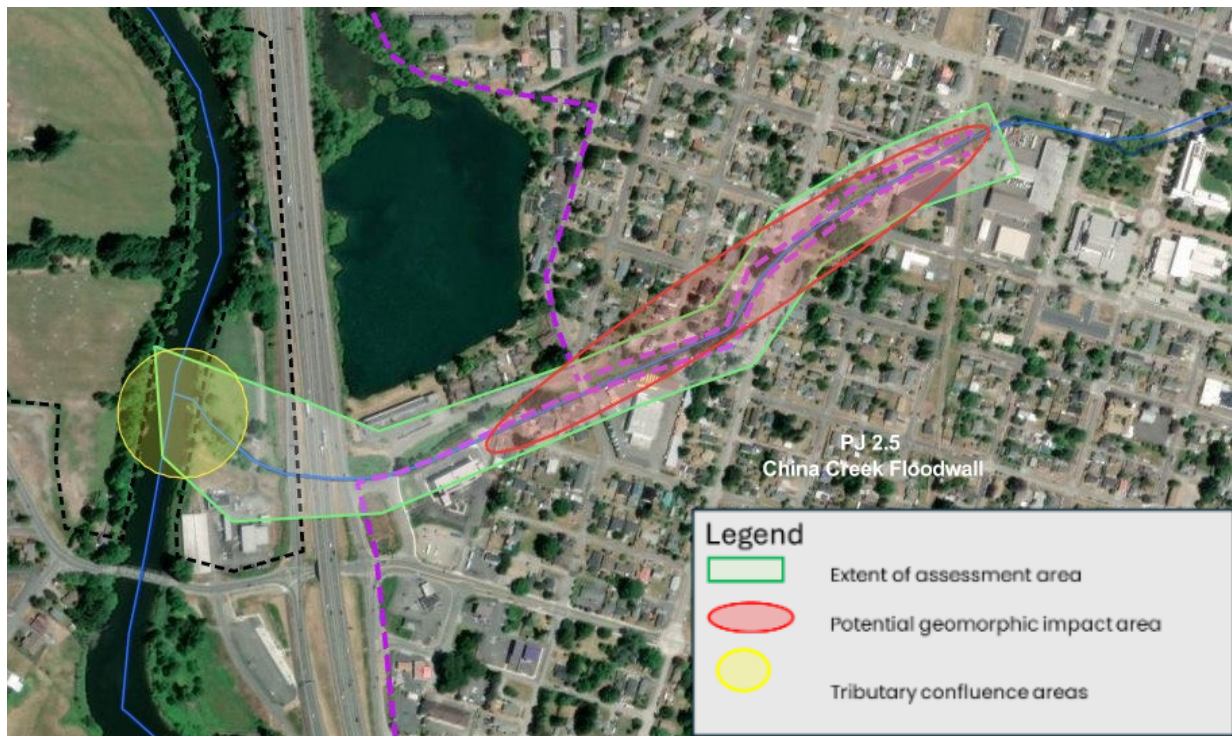 PJ 2.5
China Creek Floodwall
Legend
Extent of assessment area
Potential geomorphic impact area
Tributary confluence areas